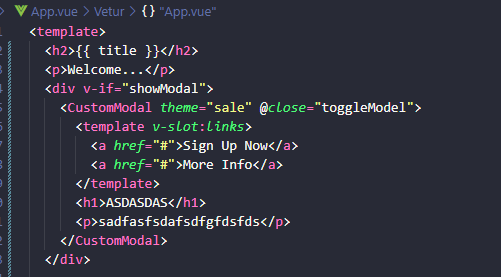 App.vue > Vetur > {} "App.vue"
<template>
<h2>{{ title }}</h2>
<p>Welcome...</p>
<div v-if="showModal">
<CustomModal theme="sale" @close="toggleModel">
<template v-slot:links>
<a href="#">Sign Up Now</a>
<a href="#">More Info</a>
</template>
<h1>ASDASDAS</h1>
<p>sadfasfsdafsdfgfdsfds</p>
</CustomModal>
</div>